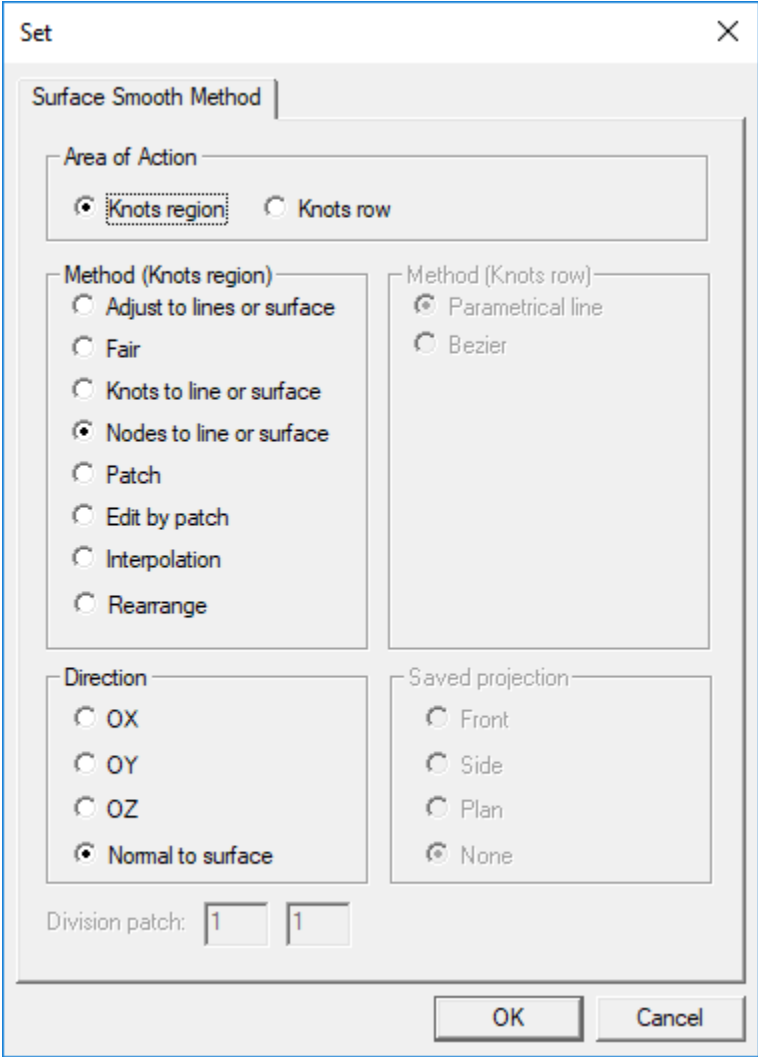 Set
Surface Smooth Method
Area of Action
Knots region Knots row
Method (Knots region)
Adjust to lines or surface
Fair
Knots to line or surface
Nodes to line or surface
Patch
Edit by patch
Interpolation
Rearrange
Method (Knots row)
Parametrical line
Bezier
Direction
OX
OY
OZ
Normal to surface
Saved projection
Front
Side
Plan
None
Division patch: 1 1
OK Cancel